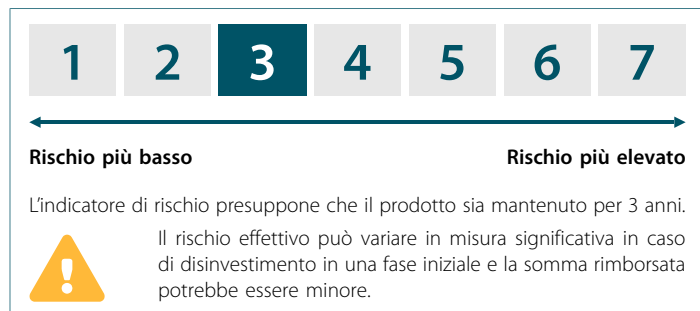 1 2 3 4 5 6 7
Rischio più basso Rischio più elevato
L'indicatore di rischio presuppone che il prodotto sia mantenuto per 3 anni.
Il rischio effettivo può variare in misura significativa in caso
di disinvestimento in una fase iniziale e la somma rimborsata
potrebbe essere minore.